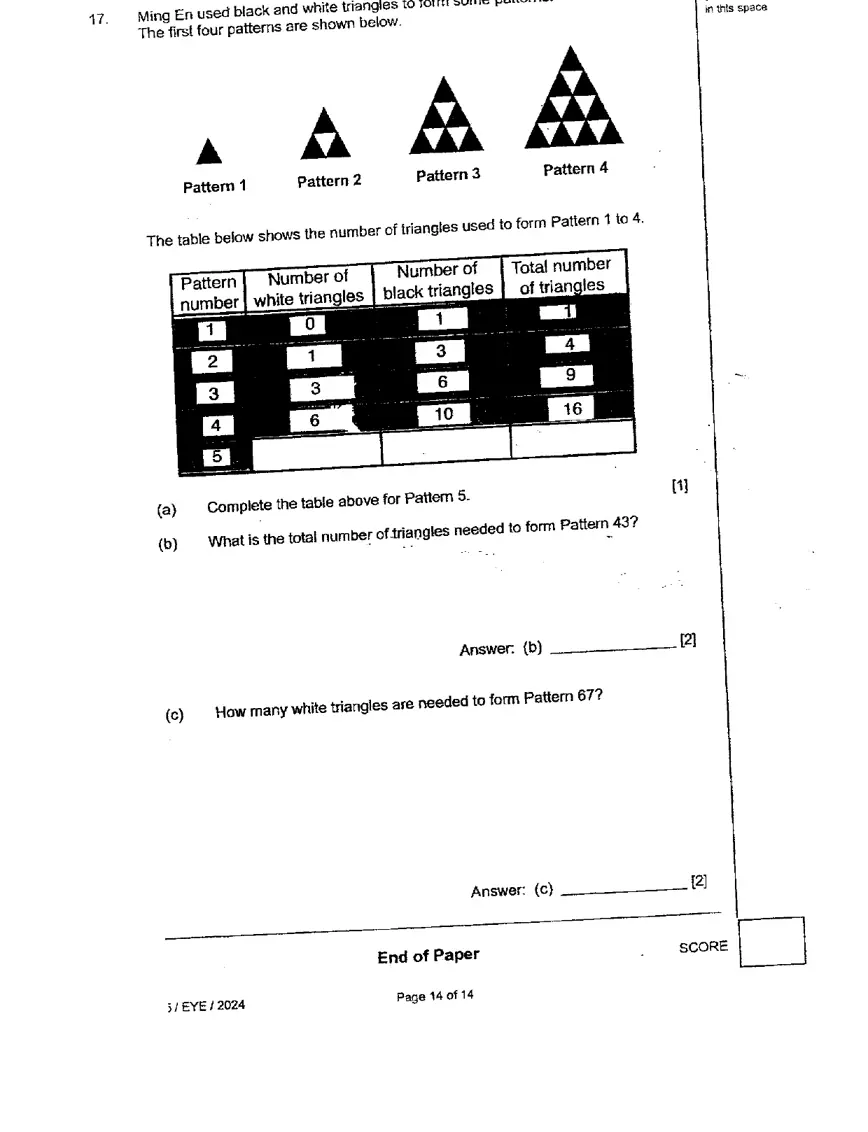 in this space
17. Ming En used black and white triangles to form some patterns.
The first four patterns are shown below.
Pattern 1
Pattern 2
Pattern 3
Pattern 4
The table below shows the number of triangles used to form Pattern 1 to 4.
Pattern number | Number of white triangles | Number of black triangles | Total number of triangles
1 | 0 | 1 | 1
2 | 1 | 3 | 4
3 | 3 | 6 | 9
4 | 6 | 10 | 16
5
(a) Complete the table above for Pattern 5. [1]
(b) What is the total number of triangles needed to form Pattern 43?
Answer: (b) ____________ [2]
(c) How many white triangles are needed to form Pattern 67?
Answer: (c) ____________ [2]
End of Paper
SCORE
5 / EYE / 2024
Page 14 of 14